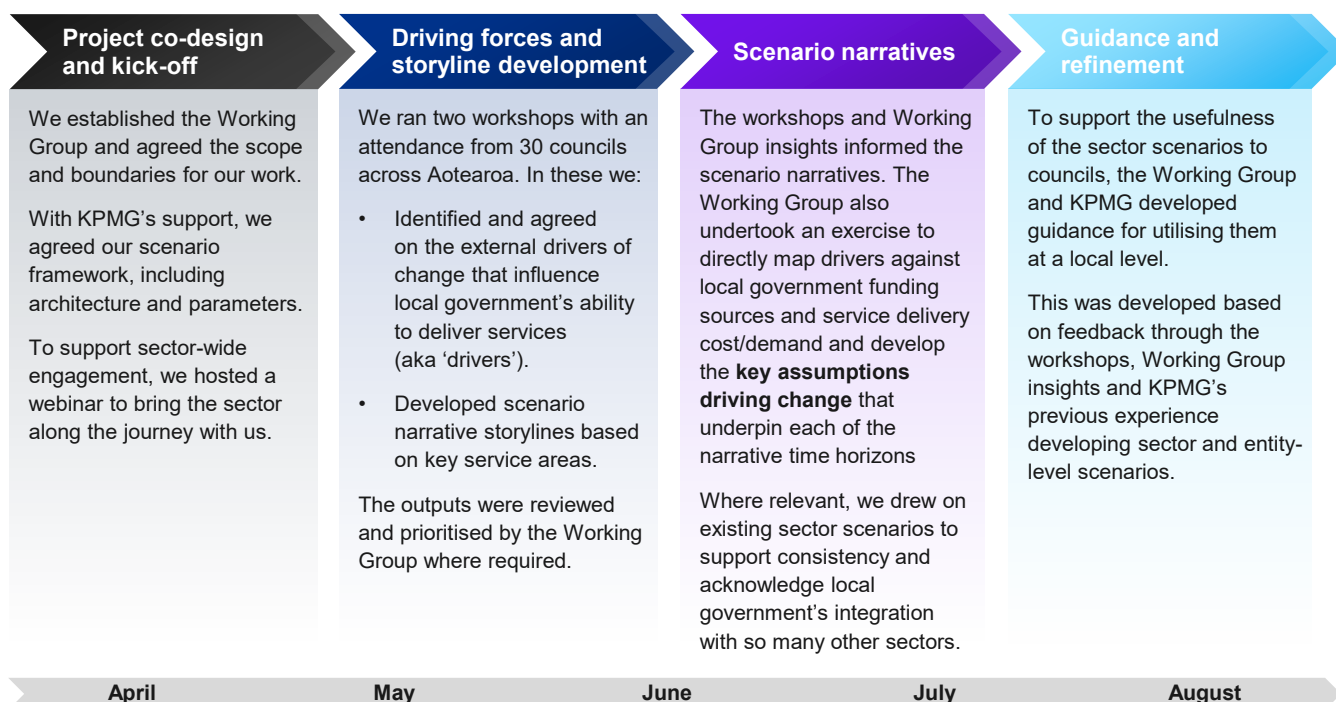 Project co-design
and kick-off
We established the Working
Group and agreed the scope
and boundaries for our work.
With KPMG’s support, we
agreed our scenario
framework, including
architecture and parameters.
To support sector-wide
engagement, we hosted a
webinar to bring the sector
along the journey with us.
Driving forces and
storyline development
We ran two workshops with an
attendance from 30 councils
across Aotearoa. In these we:
• Identified and agreed
on the external drivers of
change that influence
local government’s ability
to deliver services
(aka ‘drivers’).
• Developed scenario
narrative storylines based
on key service areas.
The outputs were reviewed
and prioritised by the Working
Group where required.
Scenario narratives
The workshops and Working
Group insights informed the
scenario narratives. The
Working Group also
undertook an exercise to
directly map drivers against
local government funding
sources and service delivery
cost/demand and develop
the key assumptions
driving change that
underpin each of the
narrative time horizons
Where relevant, we drew on
existing sector scenarios to
support consistency and
acknowledge local
government’s integration
with so many other sectors.
Guidance and
refinement
To support the usefulness
of the sector scenarios to
councils, the Working Group
and KPMG developed
guidance for utilising them
at a local level.
This was developed based
on feedback through the
workshops, Working Group
insights and KPMG’s
previous experience
developing sector and entity-
level scenarios.
April May June July August